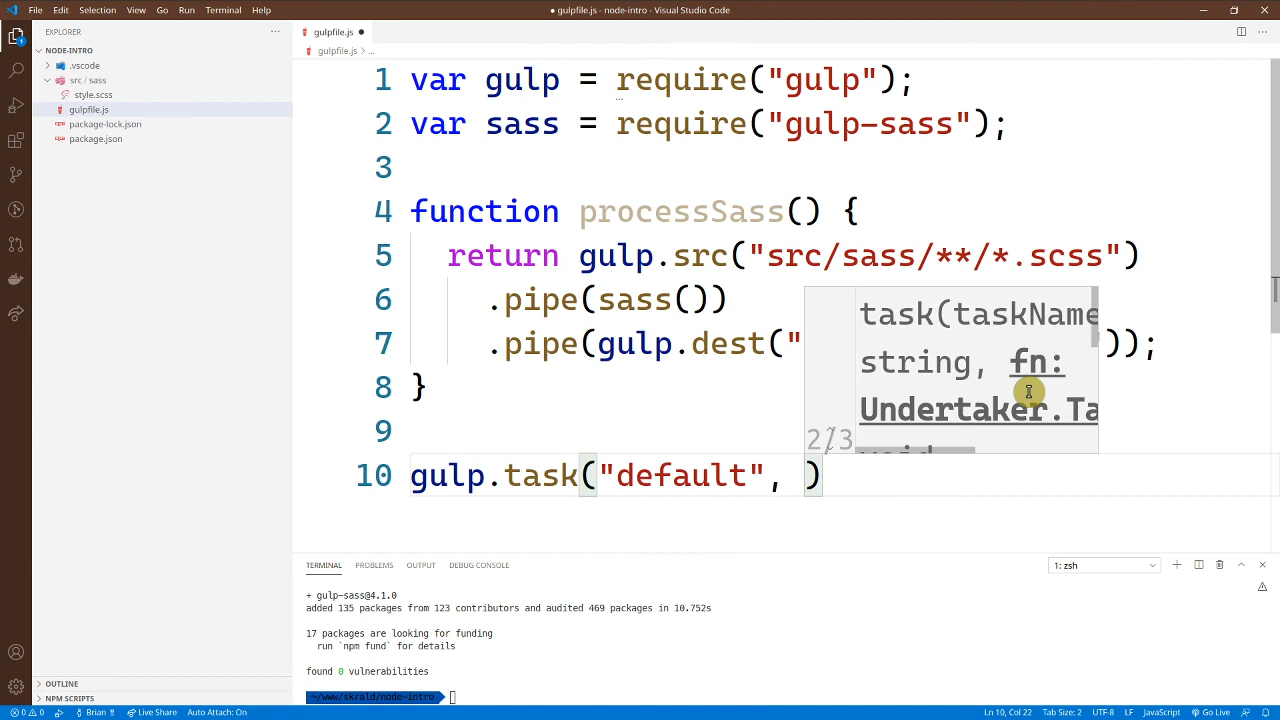 File Edit Selection View Go Run Terminal Help
● gulpfile.js - node-intro - Visual Studio Code
EXPLORER
NODE-INTRO
.vscode
src / sass
style.scss
gulpfile.js
package-lock.json
package.json
OUTLINE
NPM SCRIPTS
gulpfile.js ●
gulpfile.js > ...
1 var gulp = require("gulp");
2 var sass = require("gulp-sass");
3
4 function processSass() {
5 return gulp.src("src/sass/**/*.scss")
6 .pipe(sass())
7 .pipe(gulp.dest(" "));
8 }
9
10 gulp.task("default", )
task(taskName
string, fn:
Undertaker.Ta
2/3
TERMINAL PROBLEMS OUTPUT DEBUG CONSOLE
1: zsh
+ gulp-sass@4.1.0
added 135 packages from 123 contributors and audited 469 packages in 10.752s
17 packages are looking for funding
run `npm fund` for details
found 0 vulnerabilities
~/www/skrald/node-intro
0 0 Brian Live Share Auto Attach: On
Ln 10, Col 22 Tab Size: 2 UTF-8 LF JavaScript Go Live